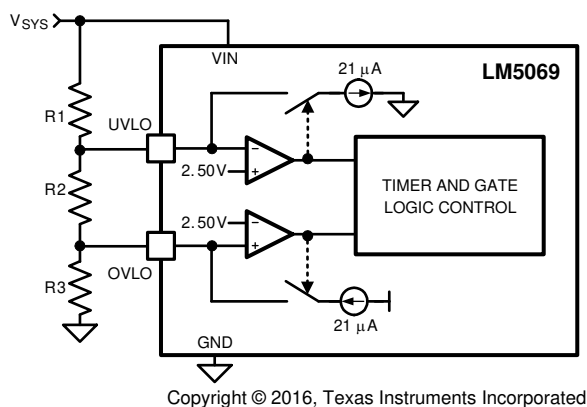 VSYS
VIN
LM5069
21 μA
R1
UVLO
2.50V
R2
TIMER AND GATE
LOGIC CONTROL
2.50V
OVLO
R3
21 μA
GND
Copyright © 2016, Texas Instruments Incorporated